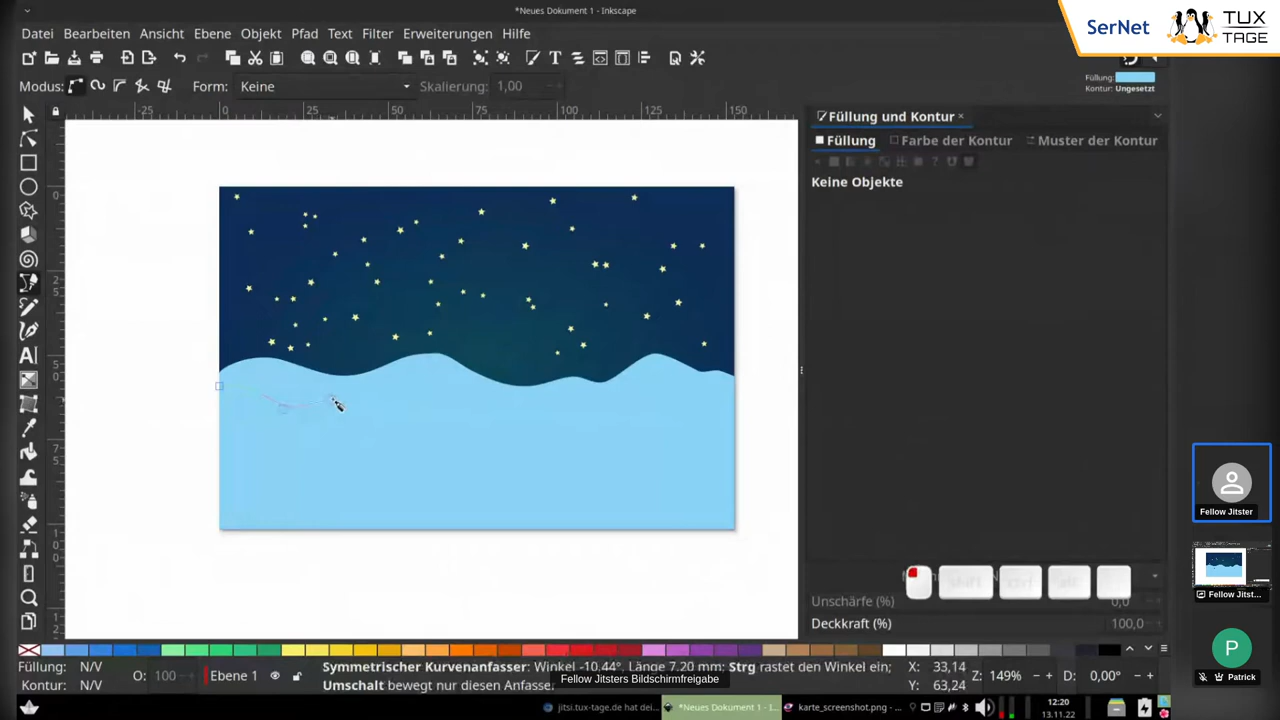 *Neues Dokument 1 - Inkscape
SerNet
TUX
TAGE
Datei Bearbeiten Ansicht Ebene Objekt Pfad Text Filter Erweiterungen Hilfe
Modus: Form: Keine Skalierung: 1,00
Füllung:
Kontur: Ungesetzt
-25 0 25 50 75 100 125 150
Füllung und Kontur
Füllung Farbe der Kontur Muster der Kontur
Keine Objekte
Unschärfe (%) 0,0
Deckkraft (%) 100,0
Füllung: N/V
Kontur: N/V
O: 100
Ebene 1
Symmetrischer Kurvenanfasser: Winkel -10.44°, Länge 7.20 mm; Strg rastet den Winkel ein;
Umschalt bewegt nur diesen Anfasser
Fellow Jitsters Bildschirmfreigabe
X: 33,14
Y: 63,24
Z: 149%
D: 0,00°
jitsi.tux-tage.de hat dei...
*Neues Dokument 1 - I...
karte_screenshot.png - ...
12:20
13.11.22
Fellow Jitster
Fellow Jitst...
P
Patrick